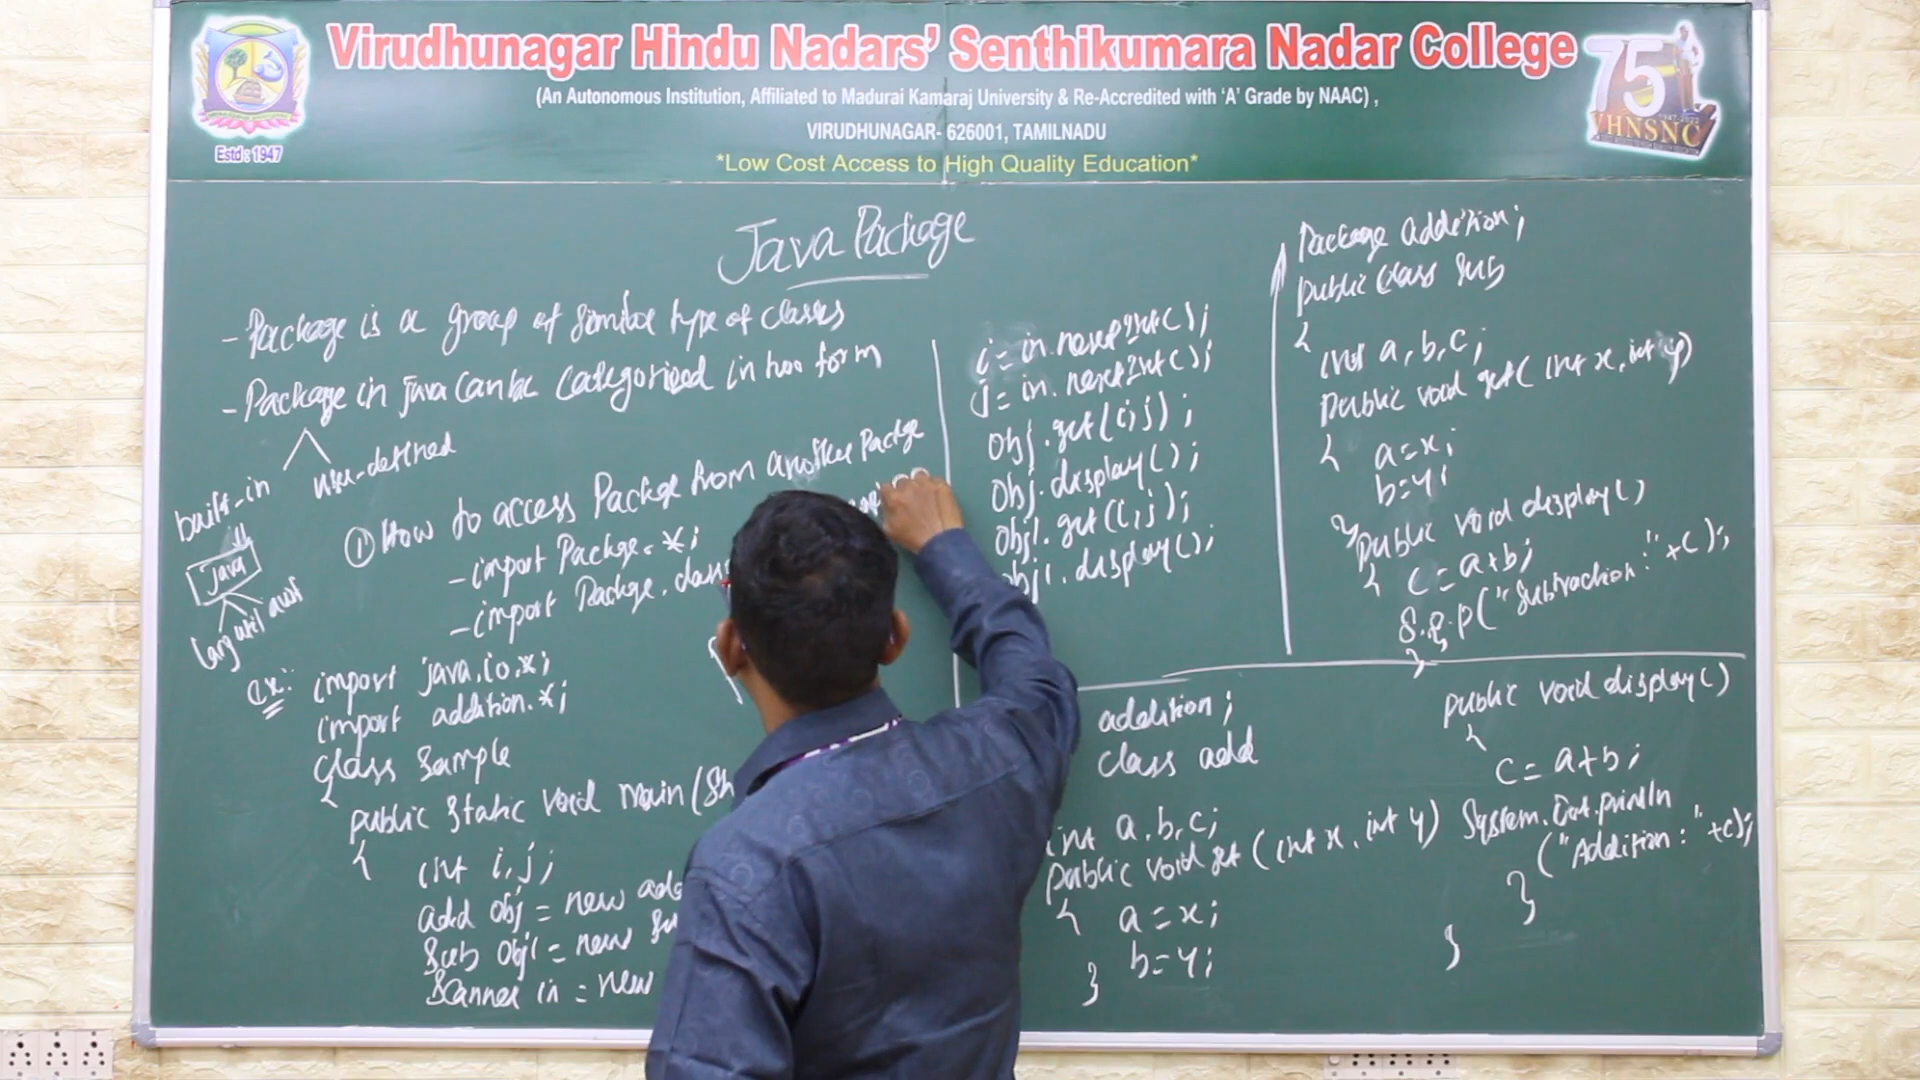 Virudhunagar Hindu Nadars' Senthikumara Nadar College
(An Autonomous Institution, Affiliated to Madurai Kamaraj University & Re-Accredited with 'A' Grade by NAAC) ,
VIRUDHUNAGAR- 626001, TAMILNADU
*Low Cost Access to High Quality Education*
Estd : 1947
75
1947-2022
VHNSNC
Java Package
- Package is a group of similar type of classes
- Package in java can be categorized in two form
built-in
user-defined
Java
lang util awt
① How to access Package from another Package
- import Package.*;
- import Package.class
ex:
import java.io.*;
import addition.*;
class Sample
{
public static void main(St
{
int i,j;
add obj = new add
Sub obj1 = new Su
Scanner in = new
i = in.nextInt();
j = in.nextInt();
obj.get(i,j);
obj.display();
obj1.get(i,j);
obj1.display();
Package addition;
public class Sub
{
int a,b,c;
public void get(int x,int y)
{
a=x;
b=y;
}
public void display()
{
c=a+b;
S.o.p("Subtraction:"+c);
}
addition;
class add
int a,b,c;
public void get(int x, int y)
{
a=x;
b=y;
}
public void display()
{
c=a+b;
System.Out.println
("Addition:"+c);
}
}